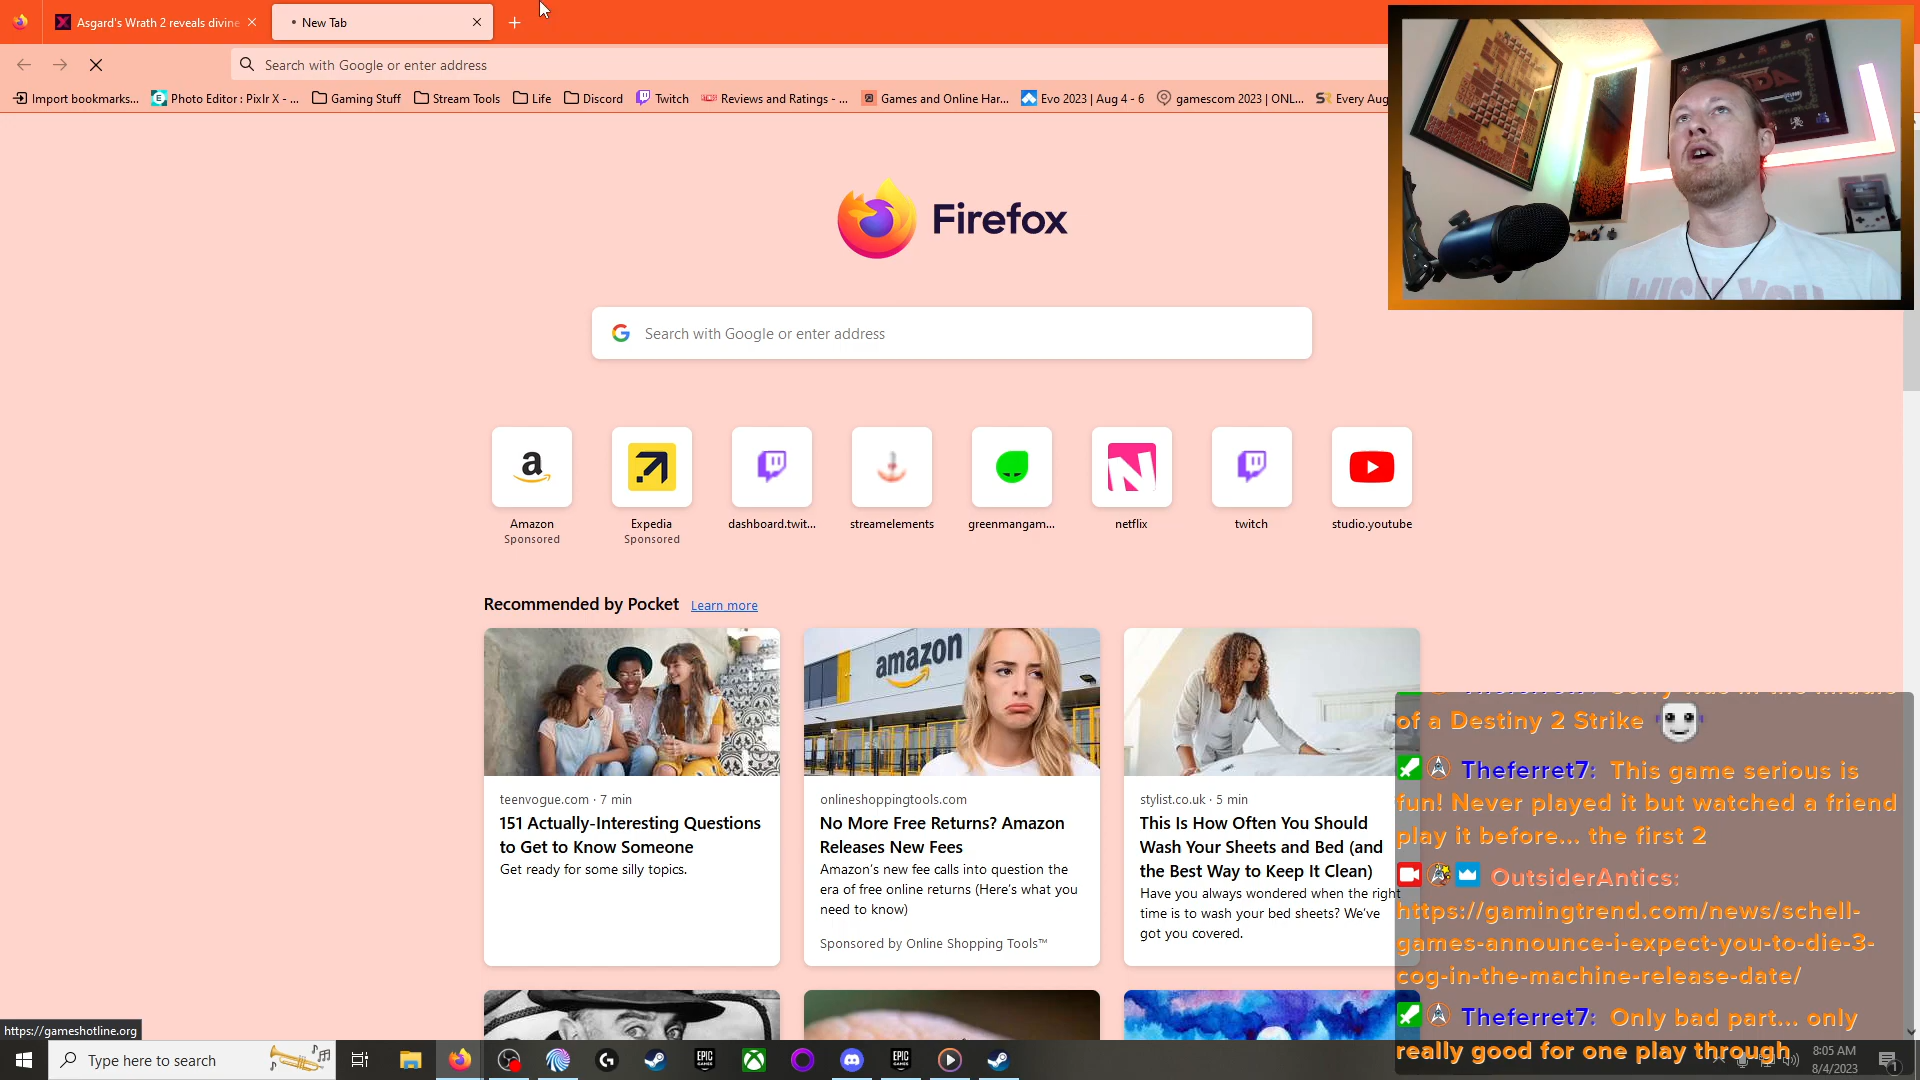 Asgard's Wrath 2 reveals divine
New Tab
Search with Google or enter address
Import bookmarks...
Photo Editor : Pixlr X - ...
Gaming Stuff
Stream Tools
Life
Discord
Twitch
Reviews and Ratings - ...
Games and Online Har...
Evo 2023 | Aug 4 - 6
gamescom 2023 | ONL...
Every Aug
Firefox
Search with Google or enter address
Amazon
Sponsored
Expedia
Sponsored
dashboard.twit...
streamelements
greenmangam...
netflix
twitch
studio.youtube
Recommended by Pocket Learn more
amazon
teenvogue.com · 7 min
151 Actually-Interesting Questions
to Get to Know Someone
Get ready for some silly topics.
onlineshoppingtools.com
No More Free Returns? Amazon
Releases New Fees
Amazon's new fee calls into question the
era of free online returns (Here's what you
need to know)
Sponsored by Online Shopping Tools™
stylist.co.uk · 5 min
This Is How Often You Should
Wash Your Sheets and Bed (and
the Best Way to Keep It Clean)
Have you always wondered when the right
time is to wash your bed sheets? We've
got you covered.
of a Destiny 2 Strike
Theferret7: This game serious is
fun! Never played it but watched a friend
play it before... the first 2
OutsiderAntics:
https://gamingtrend.com/news/schell-
games-announce-i-expect-you-to-die-3-
cog-in-the-machine-release-date/
Theferret7: Only bad part... only
really good for one play through
https://gameshotline.org
Type here to search
EPIC
GAMES
EPIC
GAMES
8:05 AM
8/4/2023
1